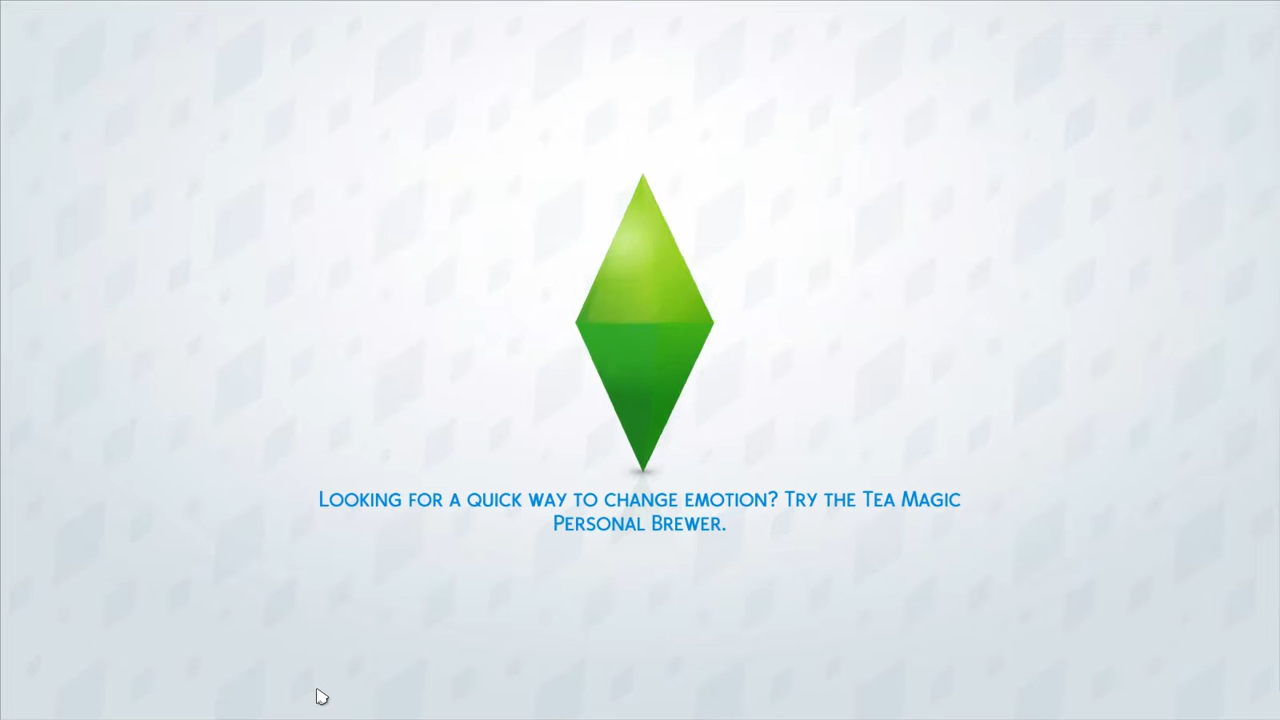 Looking for a quick way to change emotion? Try the Tea Magic
Personal Brewer.